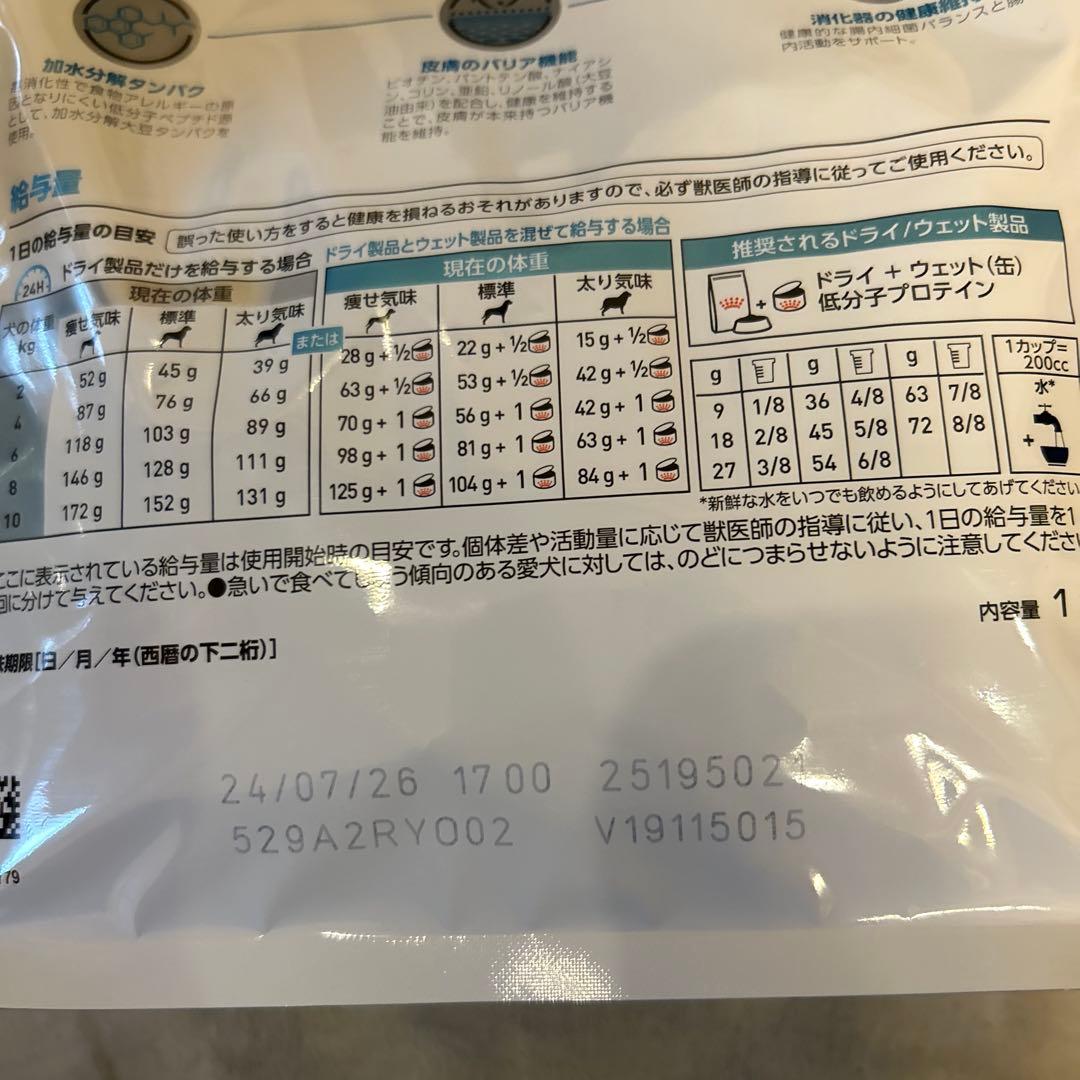 加水分解タンパク
消化性で食物アレルギーの原
因となりにくい低分子ペプチド源
として、加水分解大豆タンパクを
使用。
皮膚のバリア機能
ビオチン、パントテン酸、ナイアシ
ン、コリン、亜鉛、リノール酸(大豆
油由来)を配合し、健康を維持する
ことで、皮膚が本来持つバリア機
能を維持。
消化器の健康維持
健康的な腸内細菌バランスと腸
内活動をサポート。
給与量
1日の給与量の目安
誤った使い方をすると健康を損ねるおそれがありますので、必ず獣医師の指導に従ってご使用ください。
24H
ドライ製品だけを給与する場合
現在の体重
犬の体重 kg 痩せ気味 標準 太り気味
2 52 g 45 g 39 g
4 87 g 76 g 66 g
6 118 g 103 g 89 g
8 146 g 128 g 111 g
10 172 g 152 g 131 g
または
ドライ製品とウェット製品を混ぜて給与する場合
現在の体重
痩せ気味 標準 太り気味
28 g + ½ 22 g + ½ 15 g + ½
63 g + ½ 53 g + ½ 42 g + ½
70 g + 1 56 g + 1 42 g + 1
98 g + 1 81 g + 1 63 g + 1
125 g + 1 104 g + 1 84 g + 1
推奨されるドライ/ウェット製品
+
ドライ + ウェット(缶)
低分子プロテイン
g g g
9 1/8 36 4/8 63 7/8
18 2/8 45 5/8 72 8/8
27 3/8 54 6/8
1カップ=
200cc
水*
+
*新鮮な水をいつでも飲めるようにしてあげてください
ここに表示されている給与量は使用開始時の目安です。個体差や活動量に応じて獣医師の指導に従い、1日の給与量を1
回に分けて与えてください。●急いで食べてしまう傾向のある愛犬に対しては、のどにつまらせないように注意してくださ
内容量 1
期限[日/月/年(西暦の下二桁)]
24/07/26 17 00 25195021
529A2RY002 V19115015
179